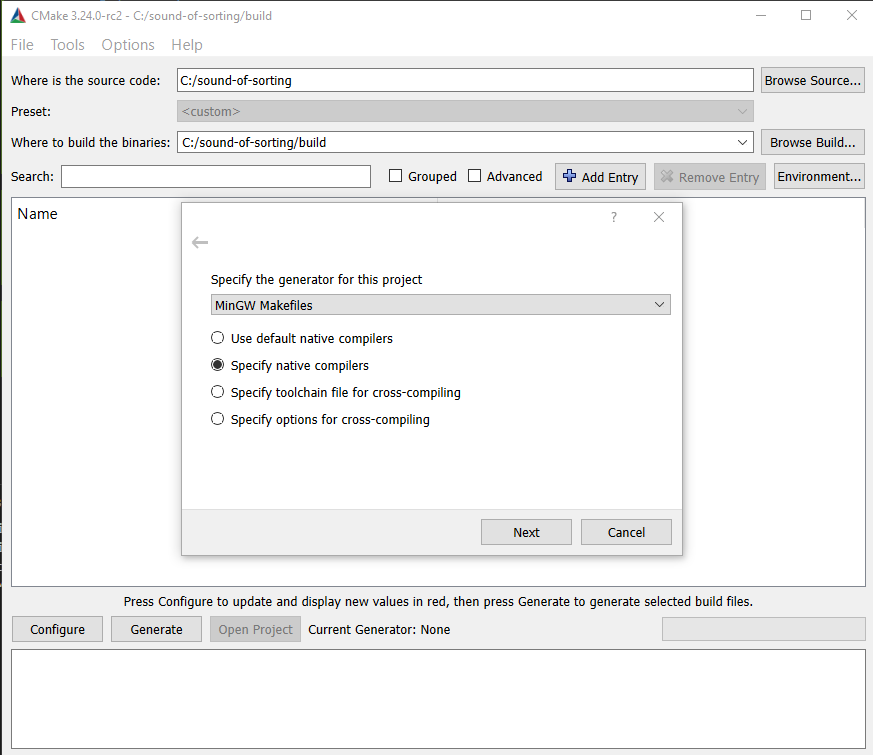 CMake 3.24.0-rc2 - C:/sound-of-sorting/build
File Tools Options Help
Where is the source code: C:/sound-of-sorting Browse Source...
Preset: <custom>
Where to build the binaries: C:/sound-of-sorting/build Browse Build...
Search: Grouped Advanced Add Entry Remove Entry Environment...
Name
?
Specify the generator for this project
MinGW Makefiles
Use default native compilers
Specify native compilers
Specify toolchain file for cross-compiling
Specify options for cross-compiling
Next Cancel
Press Configure to update and display new values in red, then press Generate to generate selected build files.
Configure Generate Open Project Current Generator: None